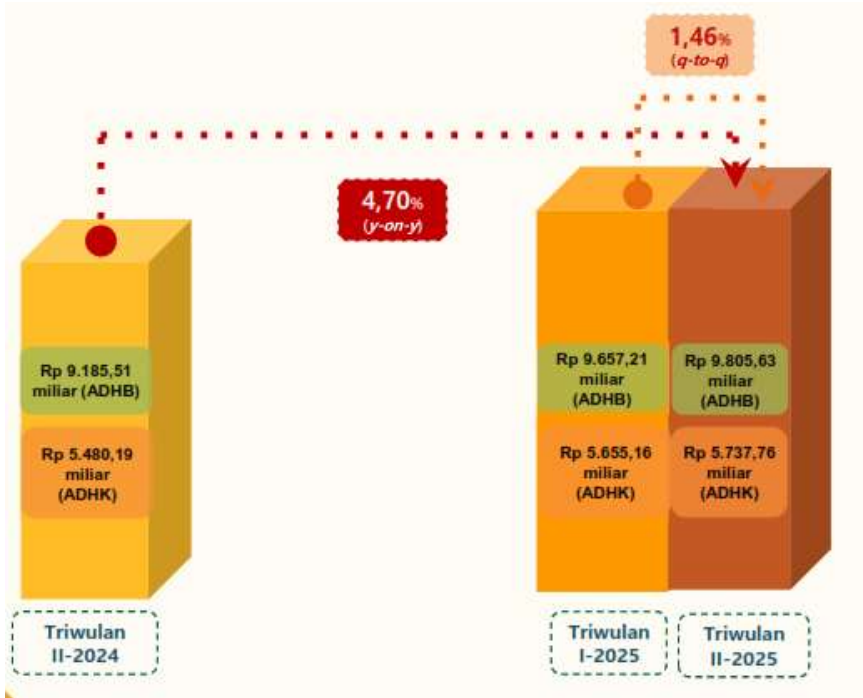 1,46%
(q-to-q)
4,70%
(y-on-y)
Rp 9.185,51
miliar (ADHB)
Rp 5.480,19
miliar
(ADHK)
Rp 9.657,21
miliar
(ADHB)
Rp 5.655,16
miliar
(ADHK)
Rp 9.805,63
miliar
(ADHB)
Rp 5.737,76
miliar
(ADHK)
Triwulan
II-2024
Triwulan
I-2025
Triwulan
II-2025